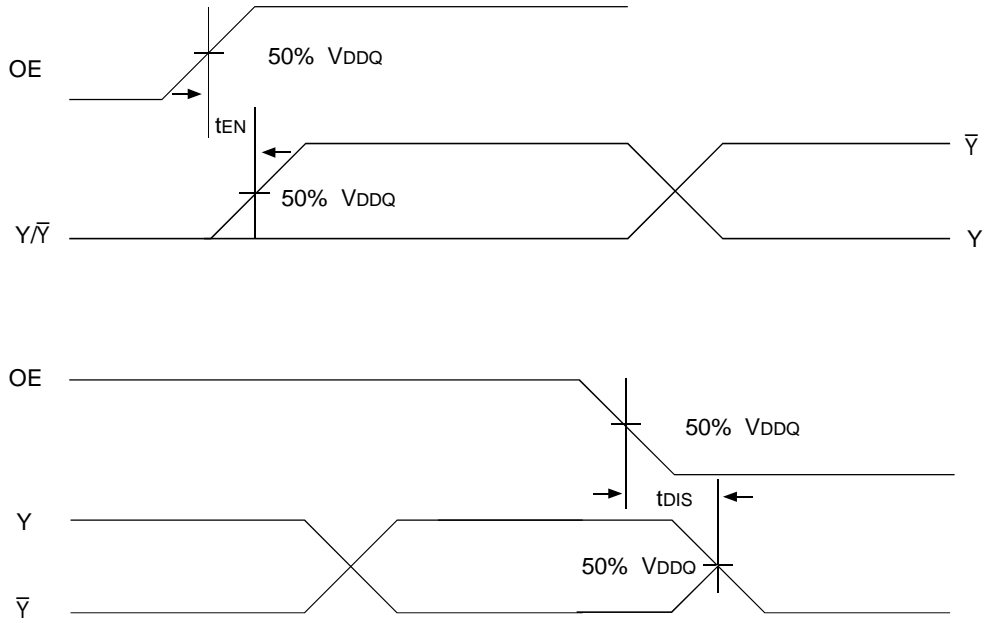 OE
50% VDDQ
tEN
50% VDDQ
Y̅
Y/Y̅
Y
OE
50% VDDQ
tDIS
Y
50% VDDQ
Y̅